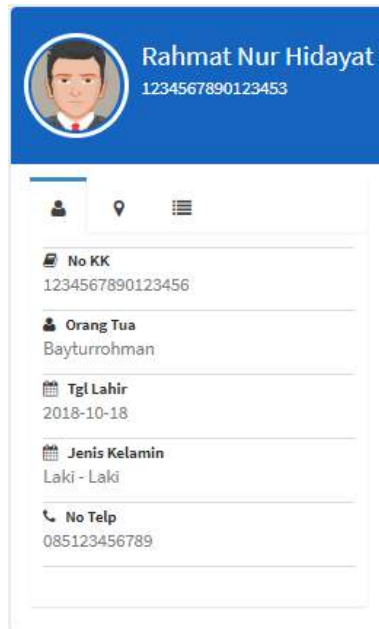 Rahmat Nur Hidayat
1234567890123453
No KK
1234567890123456
Orang Tua
Bayturrohman
Tgl Lahir
2018-10-18
Jenis Kelamin
Laki - Laki
No Telp
085123456789